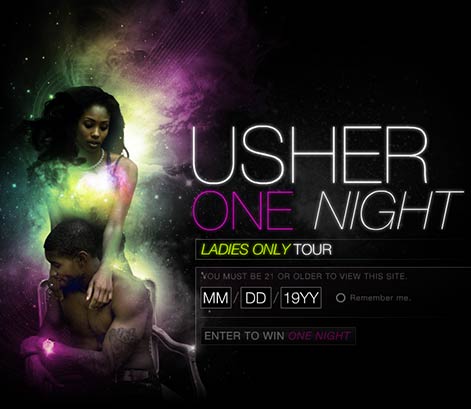 USHER
ONE NIGHT
LADIES ONLY TOUR
YOU MUST BE 21 OR OLDER TO VIEW THIS SITE.
MM / DD / 19YY Remember me.
ENTER TO WIN ONE NIGHT